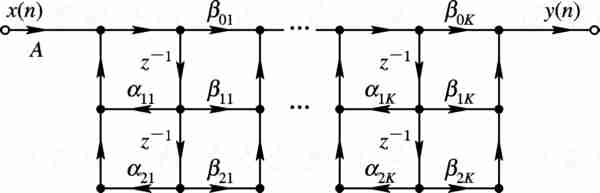 x(n) β₀₁ ... β₀K y(n)
A z⁻¹ z⁻¹
α₁₁ β₁₁ ... α₁K β₁K
z⁻¹ z⁻¹
α₂₁ β₂₁ α₂K β₂K